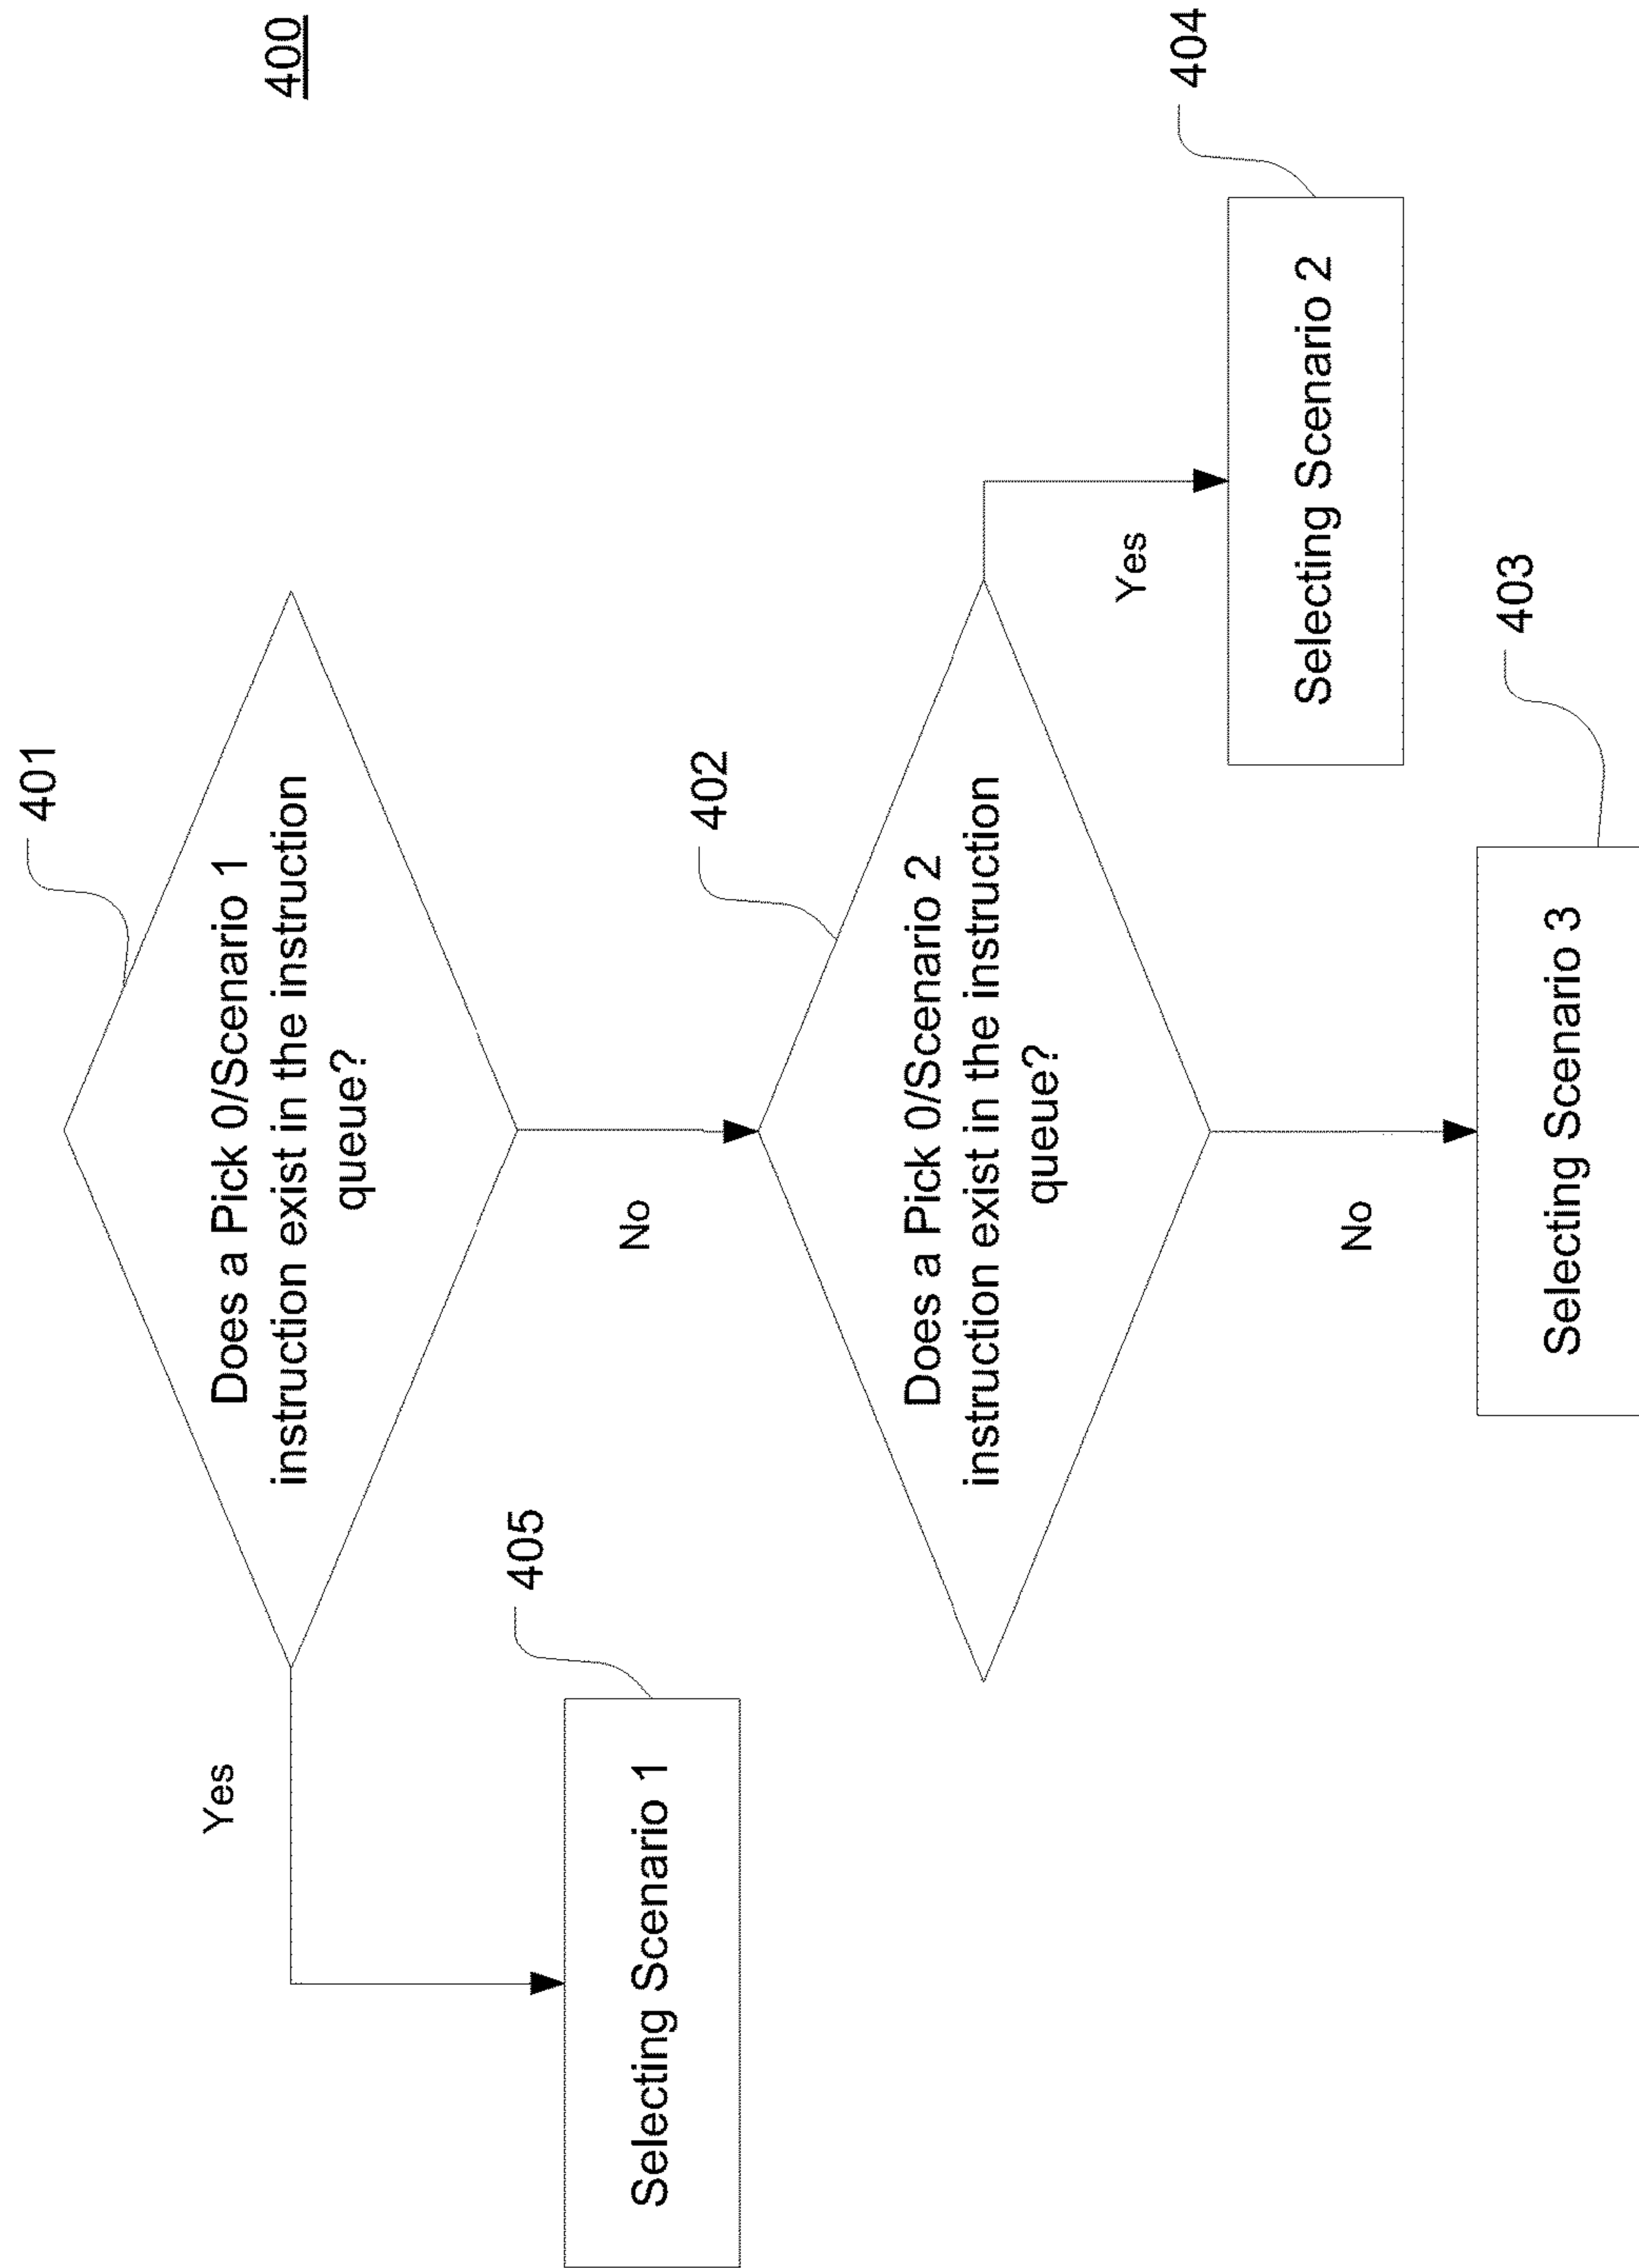 400
401
Does a Pick 0/Scenario 1
instruction exist in the instruction
queue?
Yes
405
Selecting Scenario 1
No
402
Does a Pick 0/Scenario 2
instruction exist in the instruction
queue?
Yes
404
Selecting Scenario 2
No
403
Selecting Scenario 3